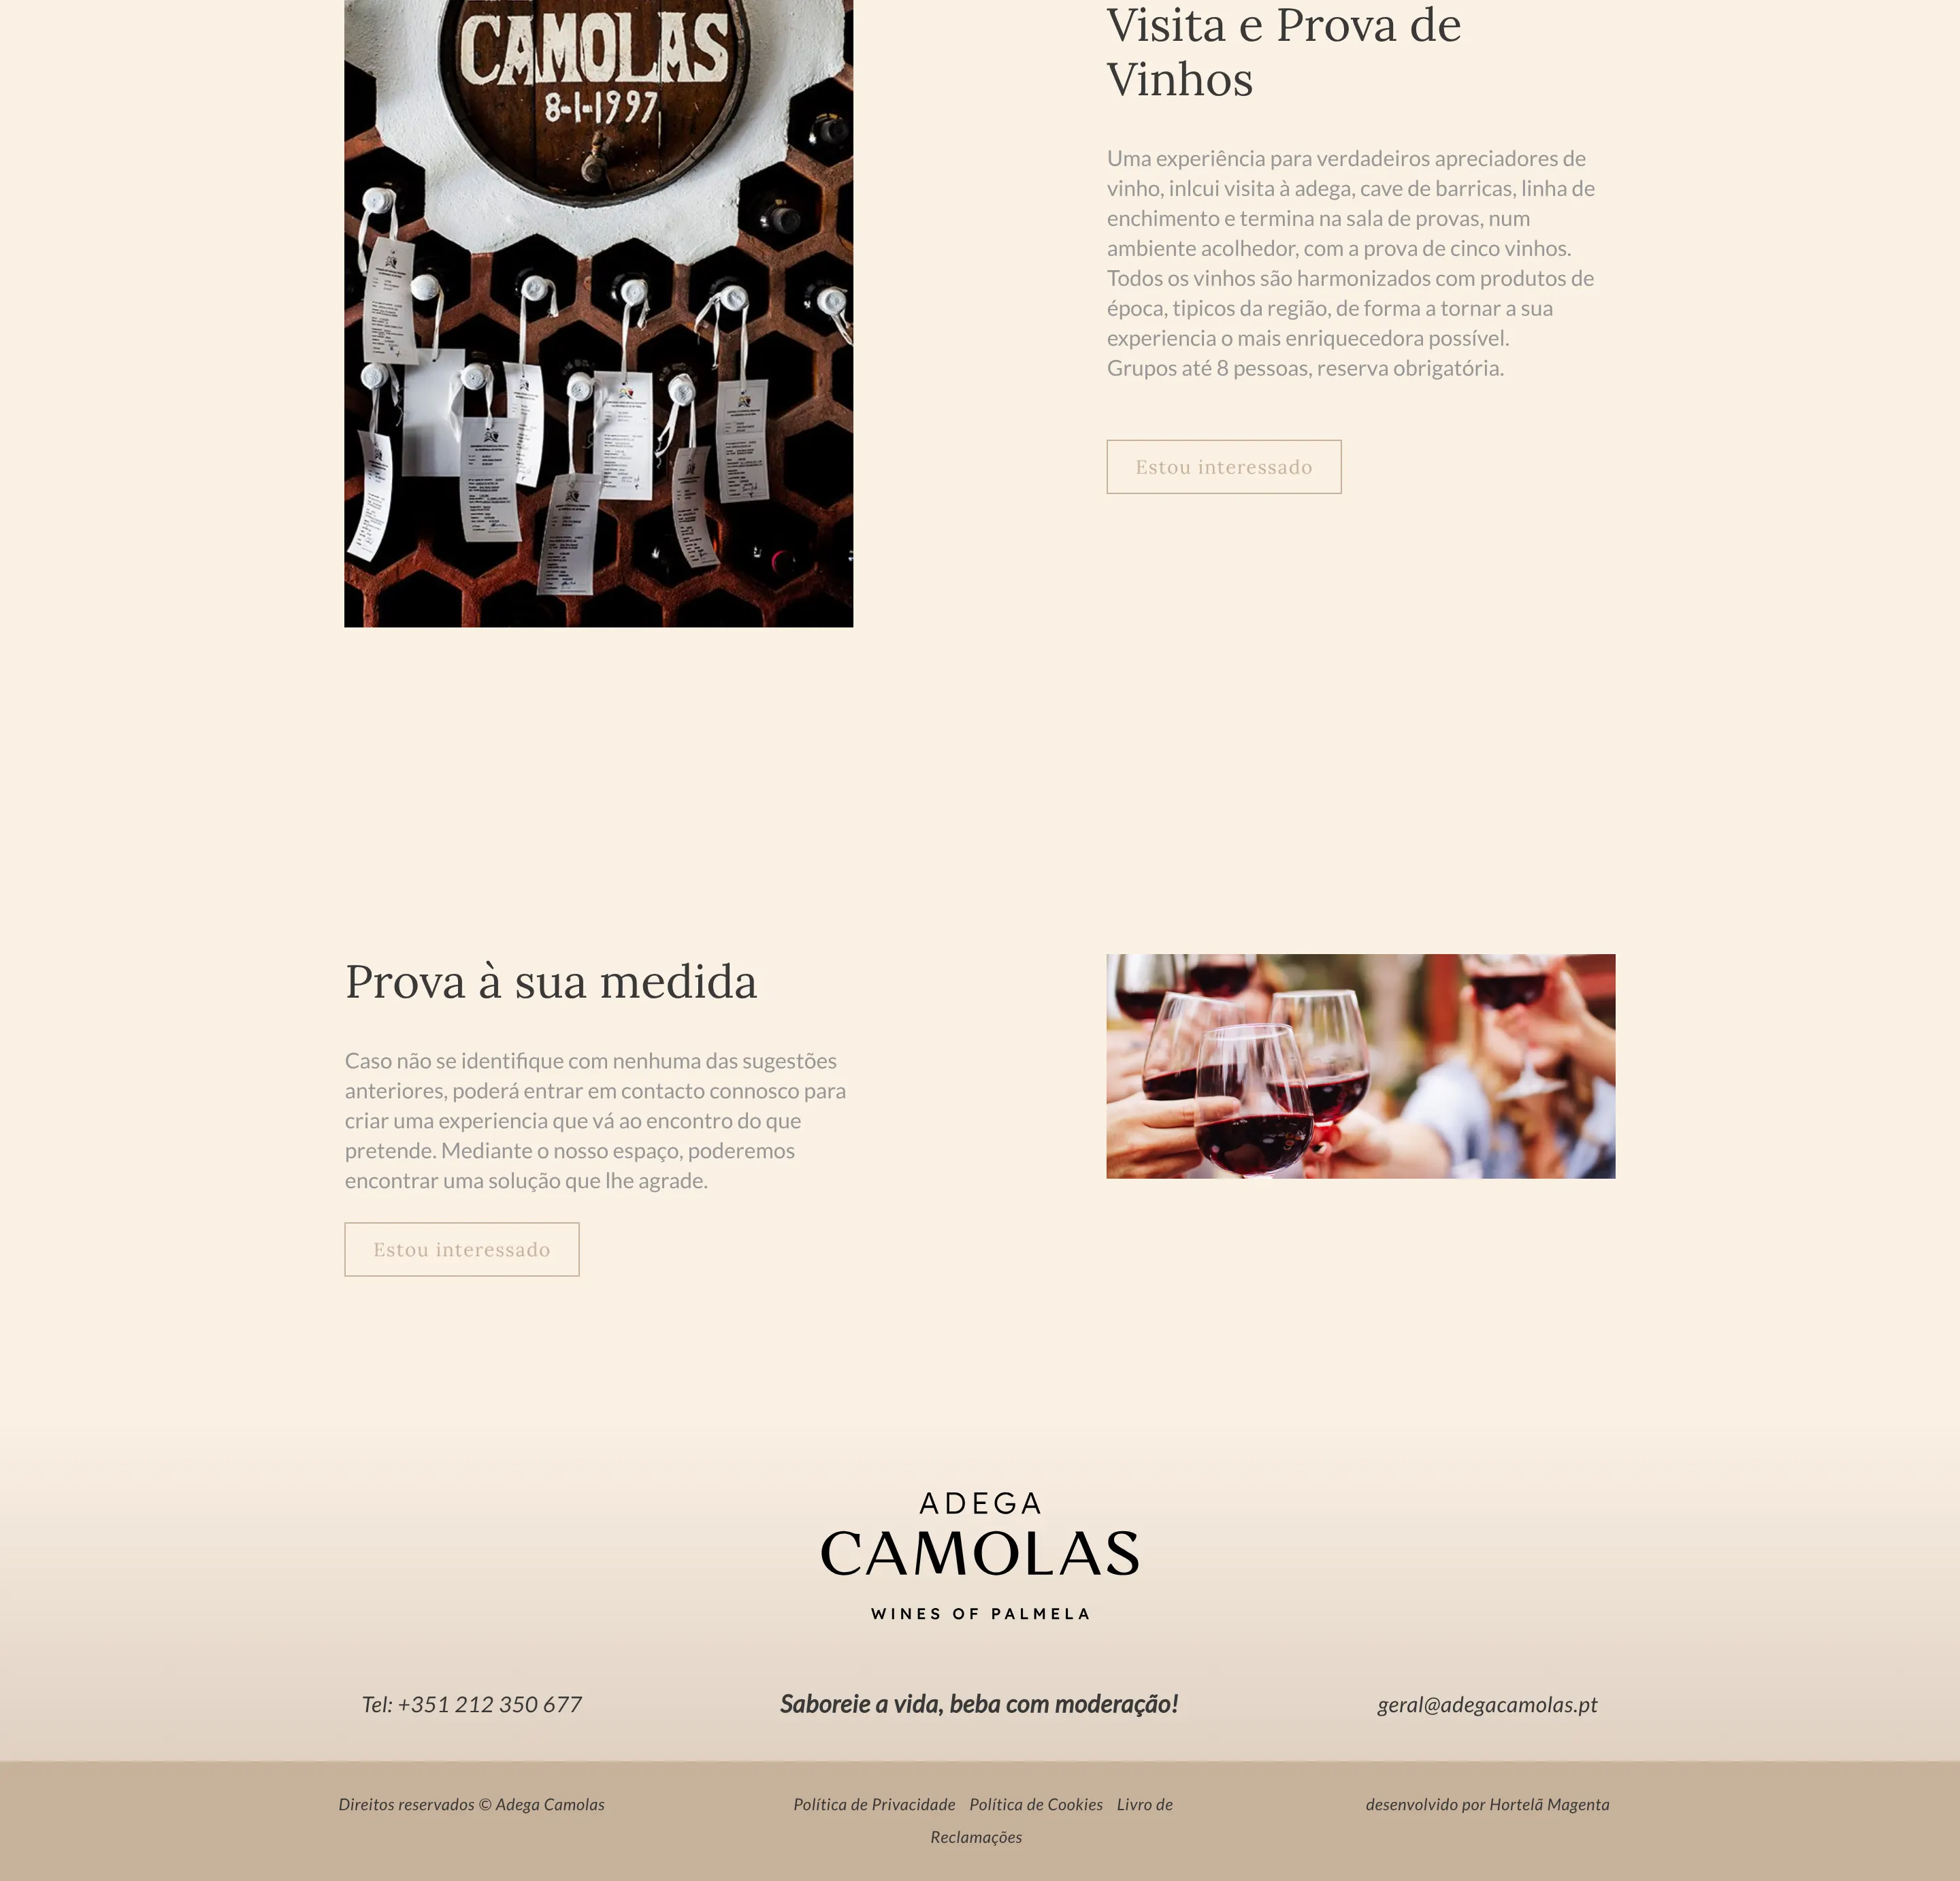 CAMOLAS
8-1-1997
Visita e Prova de
Vinhos
Uma experiência para verdadeiros apreciadores de
vinho, inlcui visita à adega, cave de barricas, linha de
enchimento e termina na sala de provas, num
ambiente acolhedor, com a prova de cinco vinhos.
Todos os vinhos são harmonizados com produtos de
época, tipicos da região, de forma a tornar a sua
experiencia o mais enriquecedora possível.
Grupos até 8 pessoas, reserva obrigatória.
Estou interessado
Prova à sua medida
Caso não se identifique com nenhuma das sugestões
anteriores, poderá entrar em contacto connosco para
criar uma experiencia que vá ao encontro do que
pretende. Mediante o nosso espaço, poderemos
encontrar uma solução que lhe agrade.
Estou interessado
ADEGA
CAMOLAS
WINES OF PALMELA
Tel: +351 212 350 677
Saboreie a vida, beba com moderação!
geral@adegacamolas.pt
Direitos reservados © Adega Camolas
Política de Privacidade Política de Cookies Livro de
Reclamações
desenvolvido por Hortelã Magenta